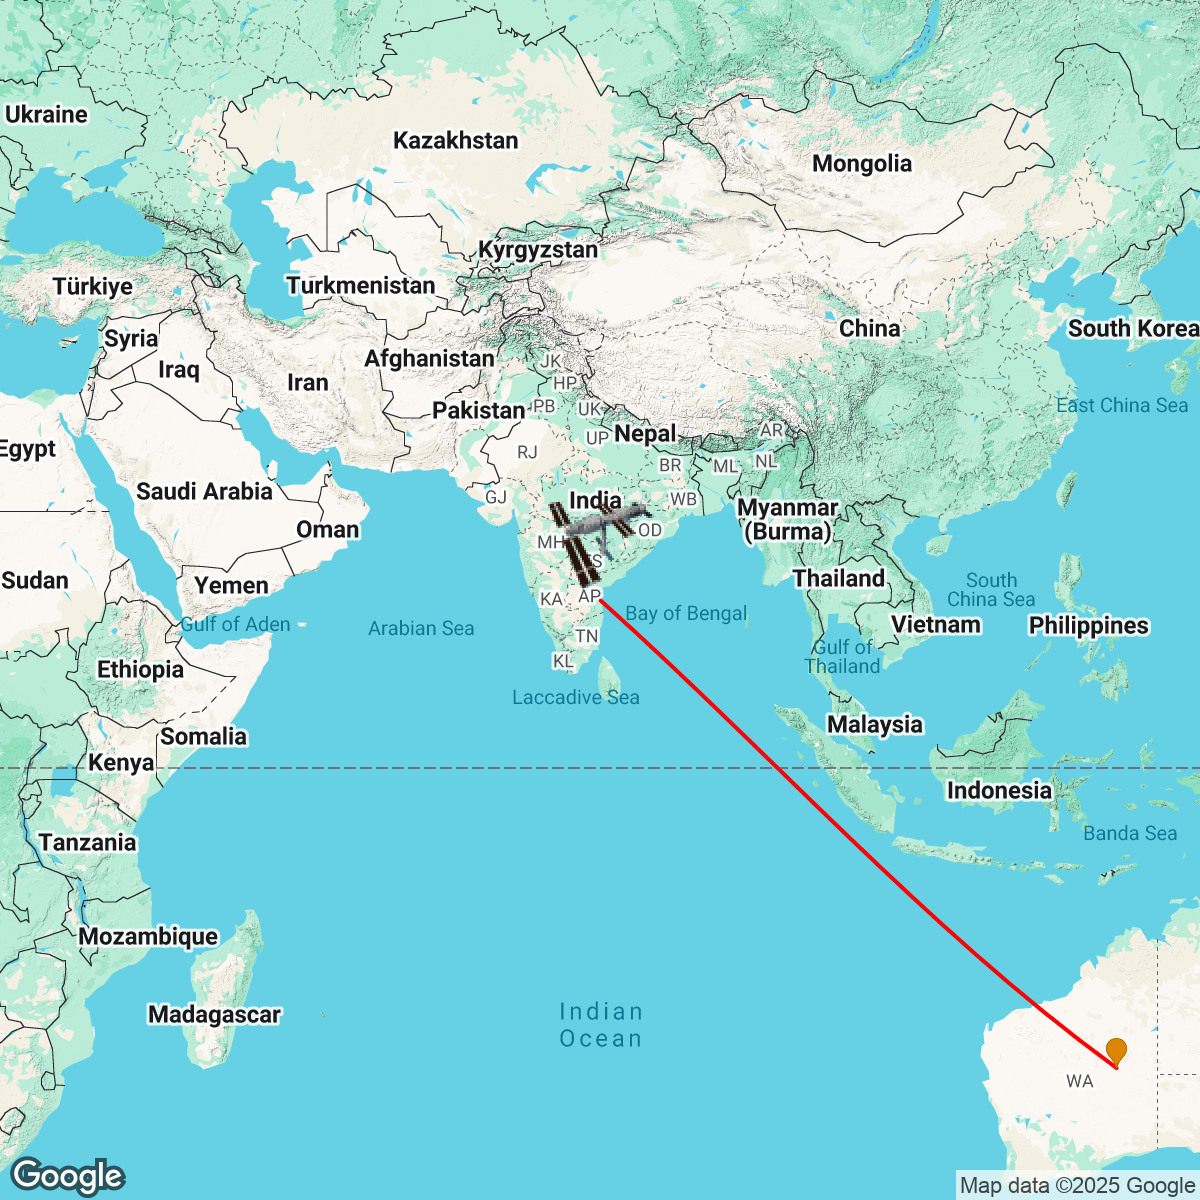 Ukraine
Kazakhstan
Mongolia
Kyrgyzstan
Türkiye
Turkmenistan
Syria
China
South Korea
Iraq
Afghanistan
JK
Iran
HP
Pakistan
PB
UK
East China Sea
Nepal
AR
UP
Egypt
RJ
BR
ML
NL
Saudi Arabia
GJ
India
WB
Myanmar
(Burma)
Oman
MH
OD
TS
Sudan
Yemen
Thailand
South
China Sea
KA
AP
Gulf of Aden
Arabian Sea
Bay of Bengal
Vietnam
Philippines
TN
Gulf of
Thailand
KL
Ethiopia
Laccadive Sea
Somalia
Malaysia
Kenya
Indonesia
Tanzania
Banda Sea
Mozambique
Madagascar
Indian
Ocean
WA
Google
Map data ©2025 Google